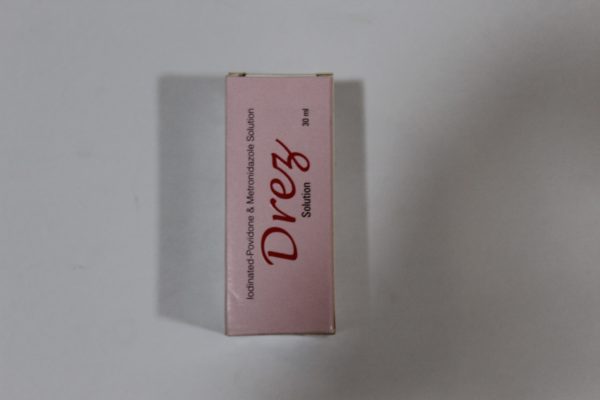 Iodinated-Povidone & Metronidazole Solution
Drez
Solution
30 ml